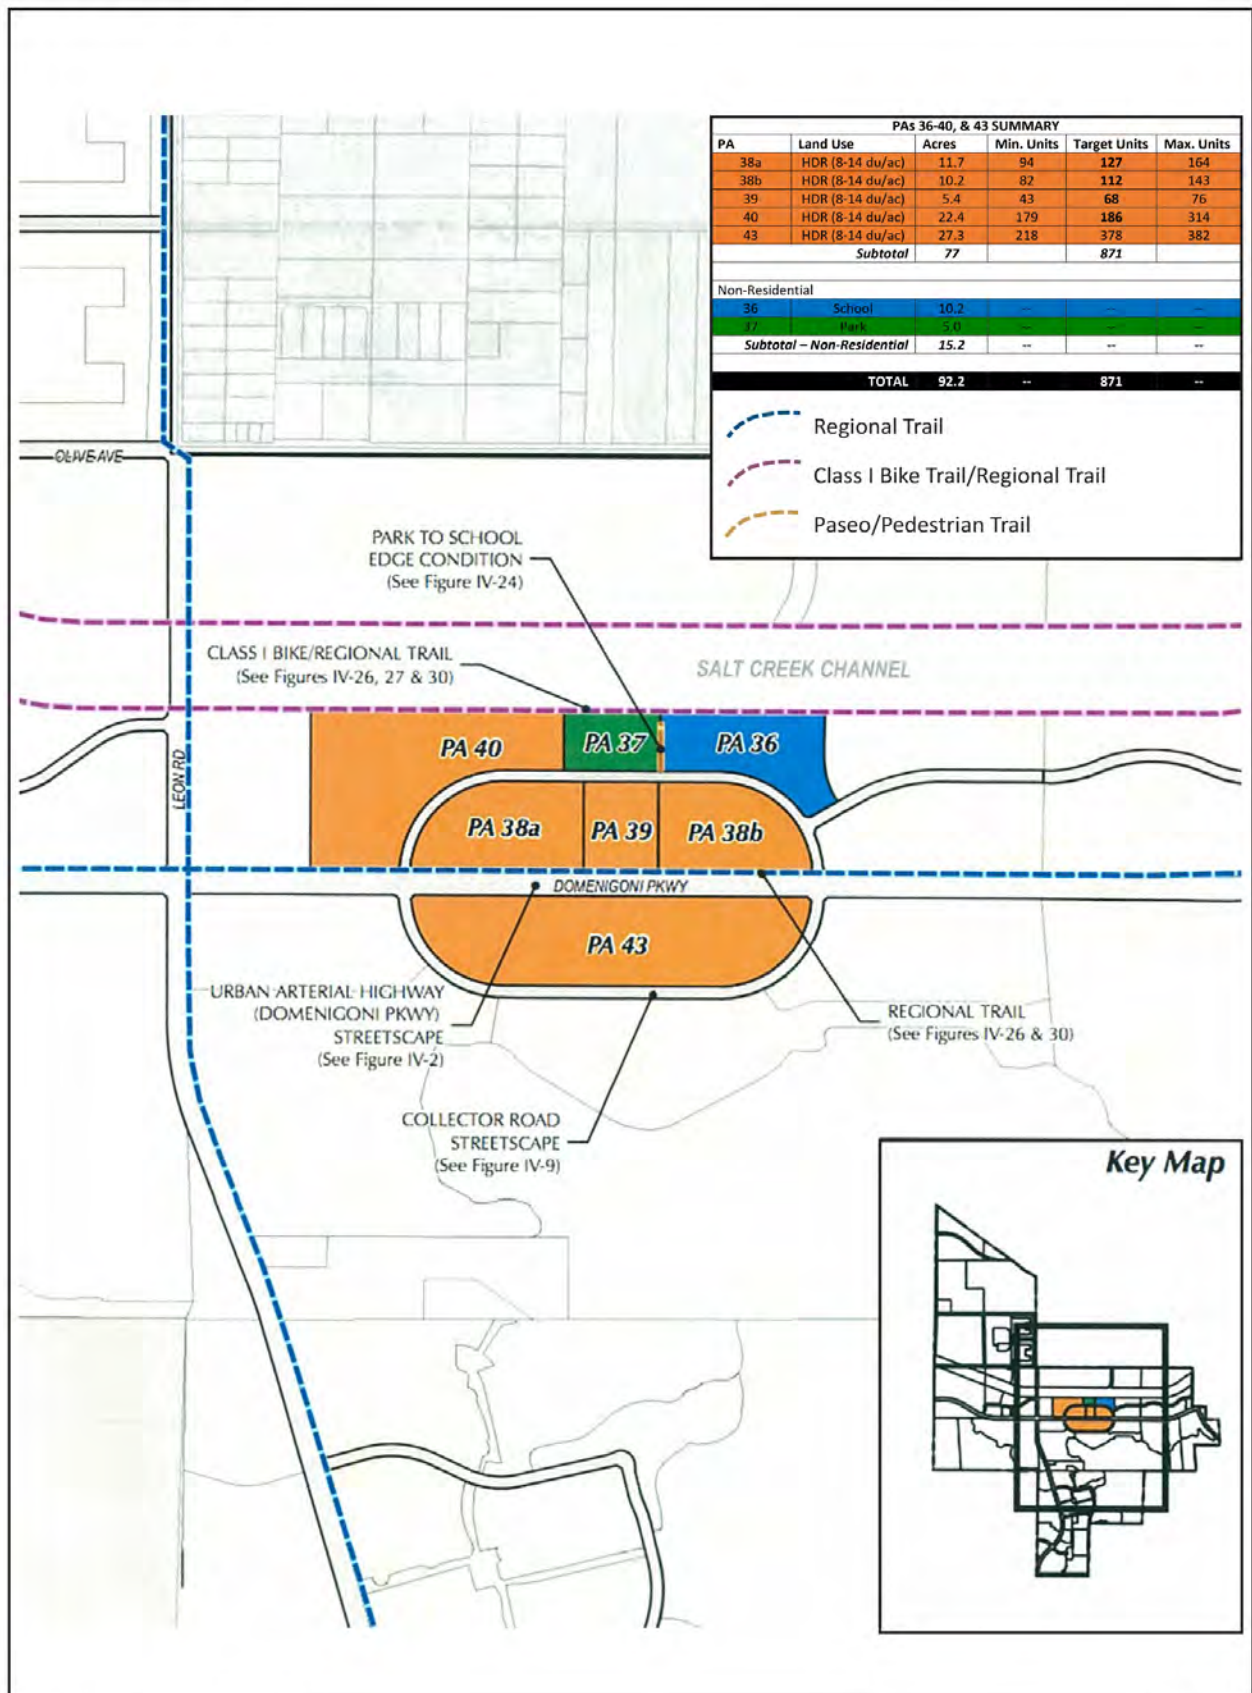 PAs 36-40, & 43 SUMMARY
PA Land Use Acres Min. Units Target Units Max. Units
38a HDR (8-14 du/ac) 11.7 94 127 164
38b HDR (8-14 du/ac) 10.2 82 112 143
39 HDR (8-14 du/ac) 5.4 43 68 76
40 HDR (8-14 du/ac) 22.4 179 186 314
43 HDR (8-14 du/ac) 27.3 218 378 382
Subtotal 77 871
Non-Residential
36 School 10.2 -- -- --
37 Park 5.0 -- -- --
Subtotal – Non-Residential 15.2 -- -- --
TOTAL 92.2 -- 871 --
Regional Trail
Class I Bike Trail/Regional Trail
Paseo/Pedestrian Trail
OLIVE AVE
PARK TO SCHOOL
EDGE CONDITION
(See Figure IV-24)
CLASS I BIKE/REGIONAL TRAIL
(See Figures IV-26, 27 & 30)
SALT CREEK CHANNEL
LEON RD
PA 40
PA 37
PA 36
PA 38a
PA 39
PA 38b
DOMENIGONI PKWY
PA 43
URBAN ARTERIAL HIGHWAY
(DOMENIGONI PKWY)
STREETSCAPE
(See Figure IV-2)
REGIONAL TRAIL
(See Figures IV-26 & 30)
COLLECTOR ROAD
STREETSCAPE
(See Figure IV-9)
Key Map